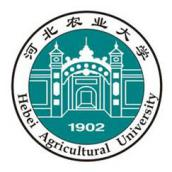 河北农业大学
1902
Hebei Agricultural University